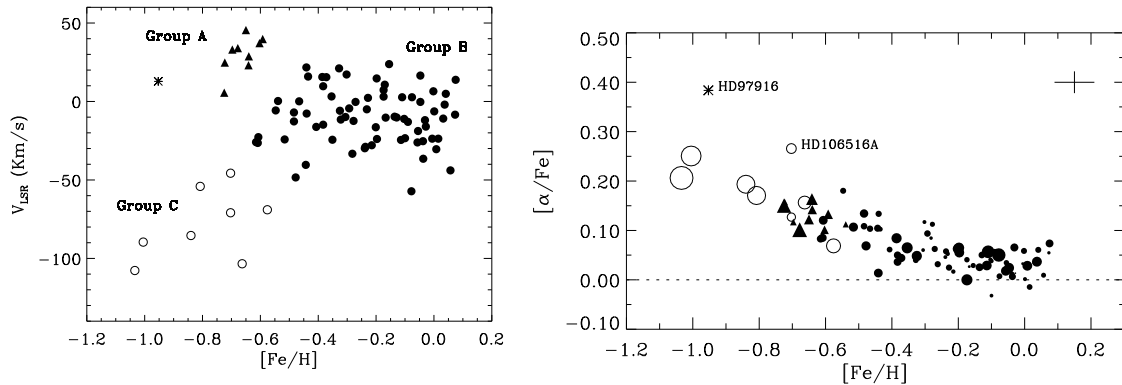 50
0
−50
−100
V_LSR (Km/s)
Group A
Group B
Group C
−1.2 −1.0 −0.8 −0.6 −0.4 −0.2 0.0 0.2
[Fe/H]
0.50
0.40
0.30
0.20
0.10
0.00
−0.10
[α/Fe]
HD97916
HD106516A
−1.2 −1.0 −0.8 −0.6 −0.4 −0.2 0.0 0.2
[Fe/H]